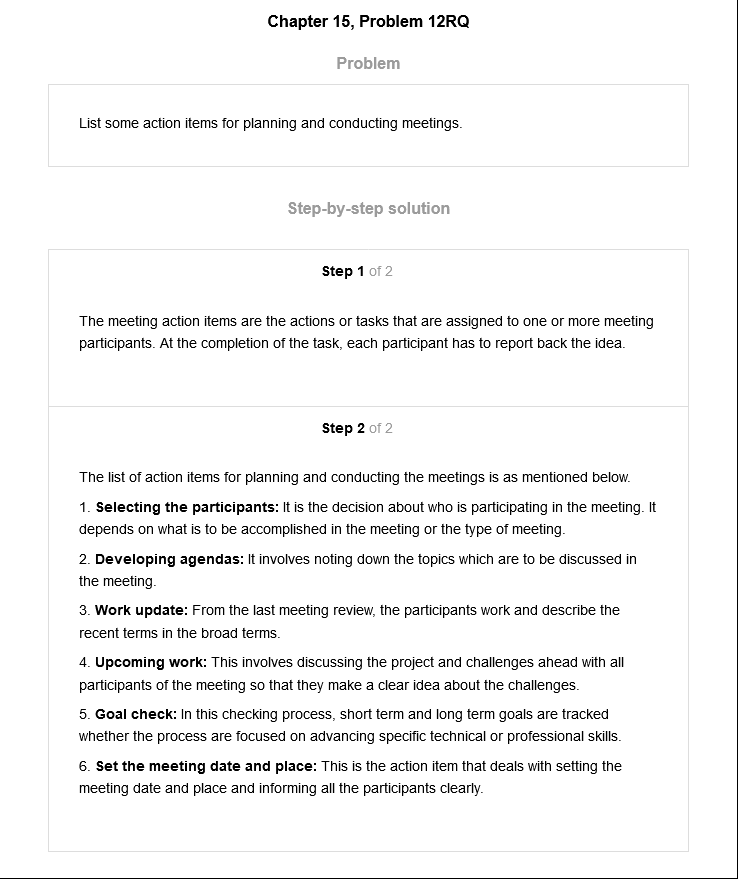 Chapter 15, Problem 12RQ
Problem
List some action items for planning and conducting meetings.
Step-by-step solution
Step 1 of 2
The meeting action items are the actions or tasks that are assigned to one or more meeting
participants. At the completion of the task, each participant has to report back the idea.
Step 2 of 2
The list of action items for planning and conducting the meetings is as mentioned below.
1. Selecting the participants: It is the decision about who is participating in the meeting. It
depends on what is to be accomplished in the meeting or the type of meeting.
2. Developing agendas: It involves noting down the topics which are to be discussed in
the meeting.
3. Work update: From the last meeting review, the participants work and describe the
recent terms in the broad terms.
4. Upcoming work: This involves discussing the project and challenges ahead with all
participants of the meeting so that they make a clear idea about the challenges.
5. Goal check: In this checking process, short term and long term goals are tracked
whether the process are focused on advancing specific technical or professional skills.
6. Set the meeting date and place: This is the action item that deals with setting the
meeting date and place and informing all the participants clearly.